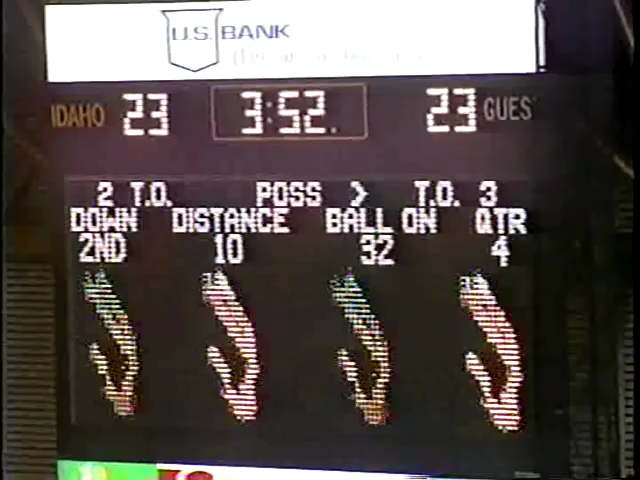 U.S. BANK
IDAHO 23 3:52 23 GUES
2 T.O. POSS > T.O. 3
DOWN DISTANCE BALL ON QTR
2ND 10 32 4